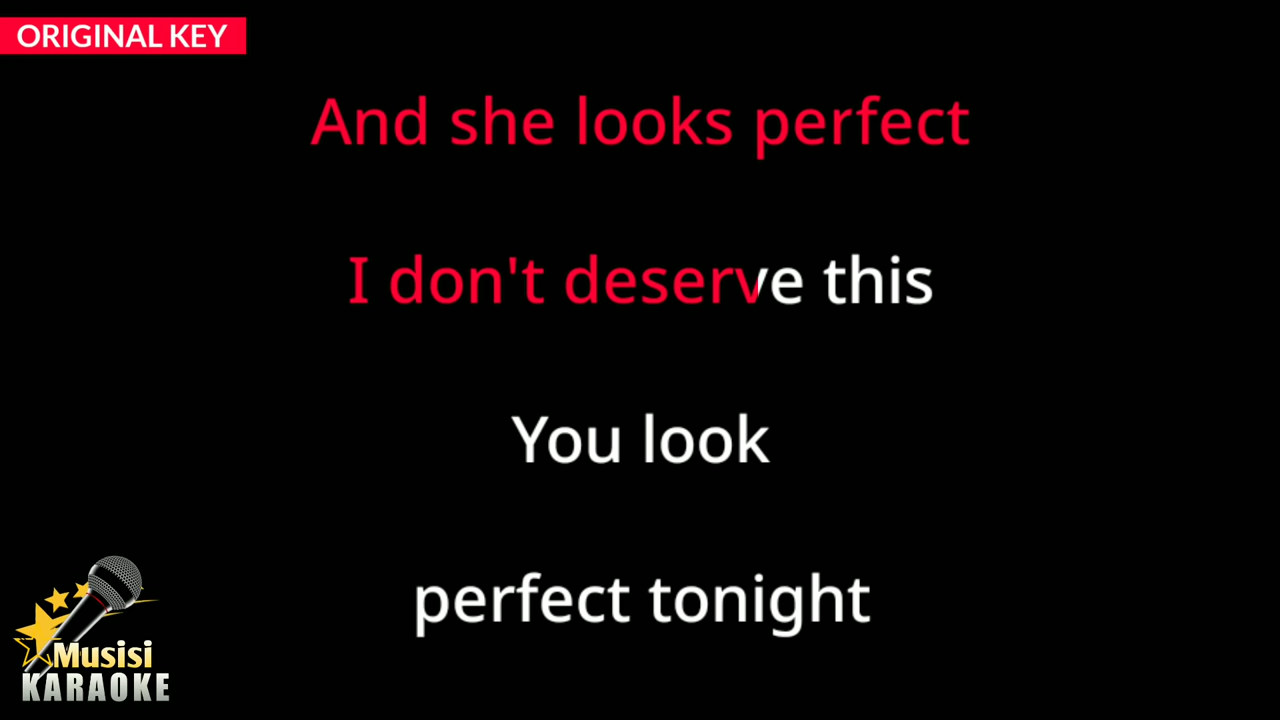 ORIGINAL KEY
And she looks perfect
I don't deserve this
You look
perfect tonight
Musisi
KARAOKE